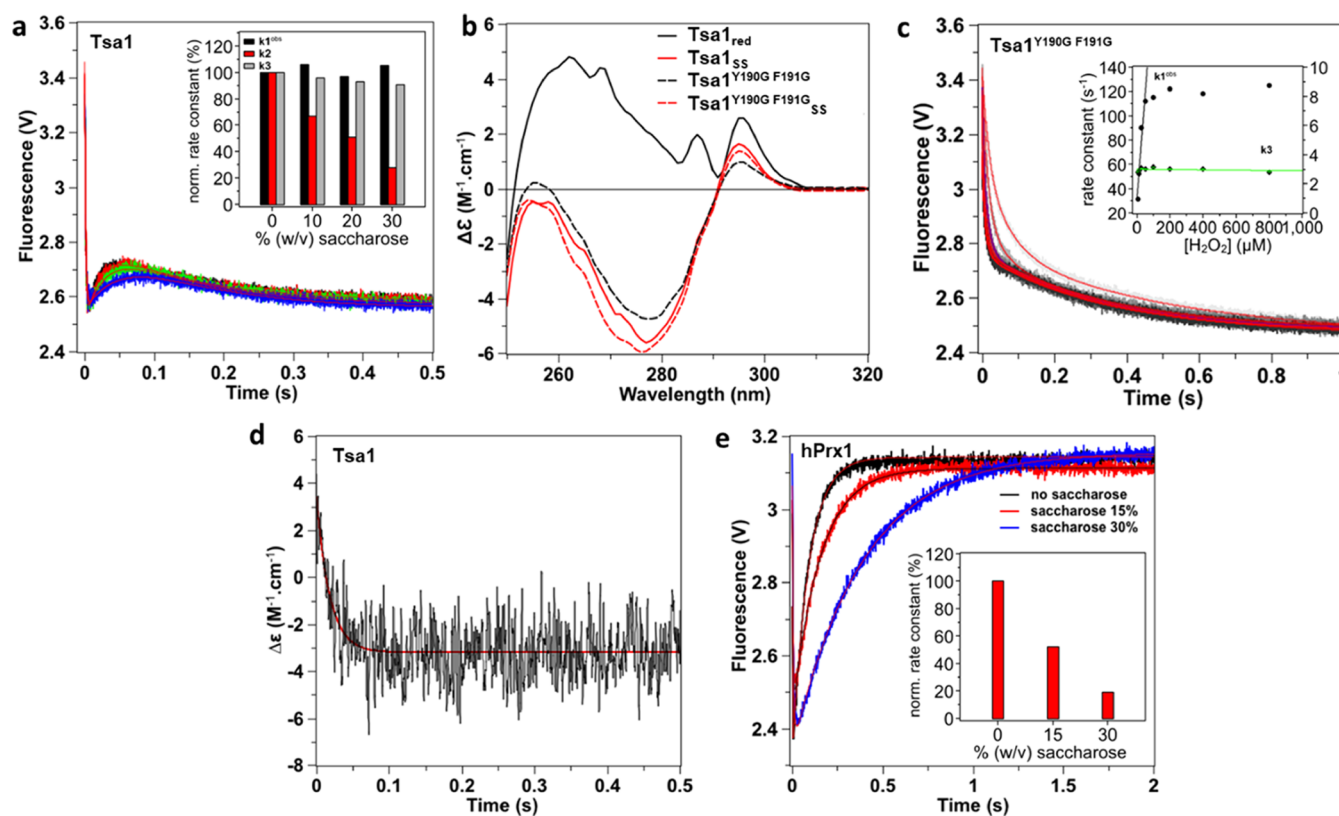 a
Tsa1
Fluorescence (V)
3.6
3.4
3.2
3
2.8
2.6
2.4
0
0.1
0.2
0.3
0.4
0.5
Time (s)
norm. rate constant (%)
120
100
80
60
40
20
0
k1obs
k2
k3
0 10 20 30
% (w/v) saccharose
b
Δε (M-1.cm-1)
6
4
2
0
-2
-4
-6
260 280 300 320
Wavelength (nm)
Tsa1red
Tsa1SS
Tsa1Y190G F191G
Tsa1Y190G F191GSS
c
Tsa1Y190G F191G
Fluorescence (V)
3.6
3.4
3.2
3
2.8
2.6
2.4
0 0.2 0.4 0.6 0.8
Time (s)
rate constant (s-1)
140
120
100
80
60
40
20
0
k1obs
k3
10
8
6
4
2
0
0 200 400 600 800 1,000
[H2O2] (µM)
d
Tsa1
Δε (M-1.cm-1)
6
4
2
0
-2
-4
-6
-8
0 0.1 0.2 0.3 0.4 0.5
Time (s)
e
hPrx1
Fluorescence (V)
3.2
3
2.8
2.6
2.4
0 0.5 1 1.5 2
Time (s)
no saccharose
saccharose 15%
saccharose 30%
norm. rate constant (%)
120
100
80
60
40
20
0
0 15 30
% (w/v) saccharose